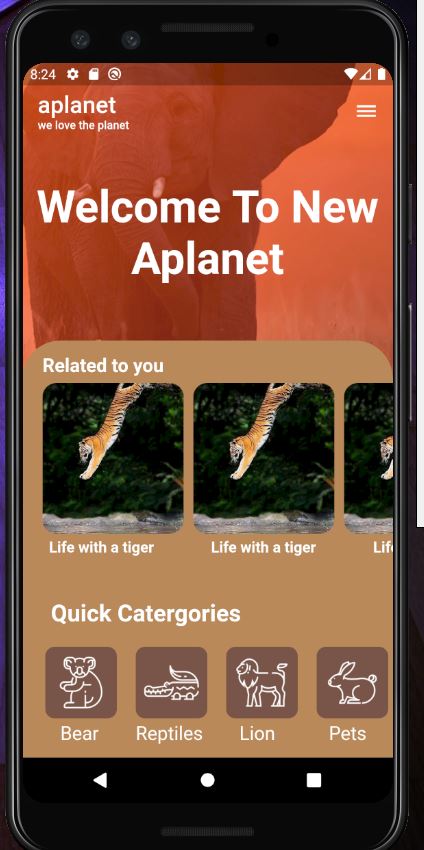 8:24
aplanet
we love the planet
Welcome To New
Aplanet
Related to you
Life with a tiger
Life with a tiger
Life
Quick Catergories
Bear
Reptiles
Lion
Pets